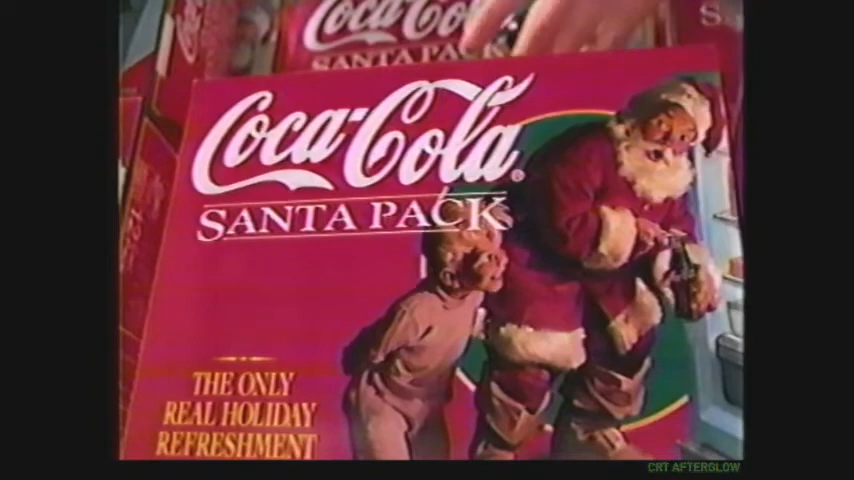 Coca-Cola
SANTA PACK
S
Coca-Cola®
SANTA PACK
THE ONLY
REAL HOLIDAY
REFRESHMENT
CRT AFTERGLOW